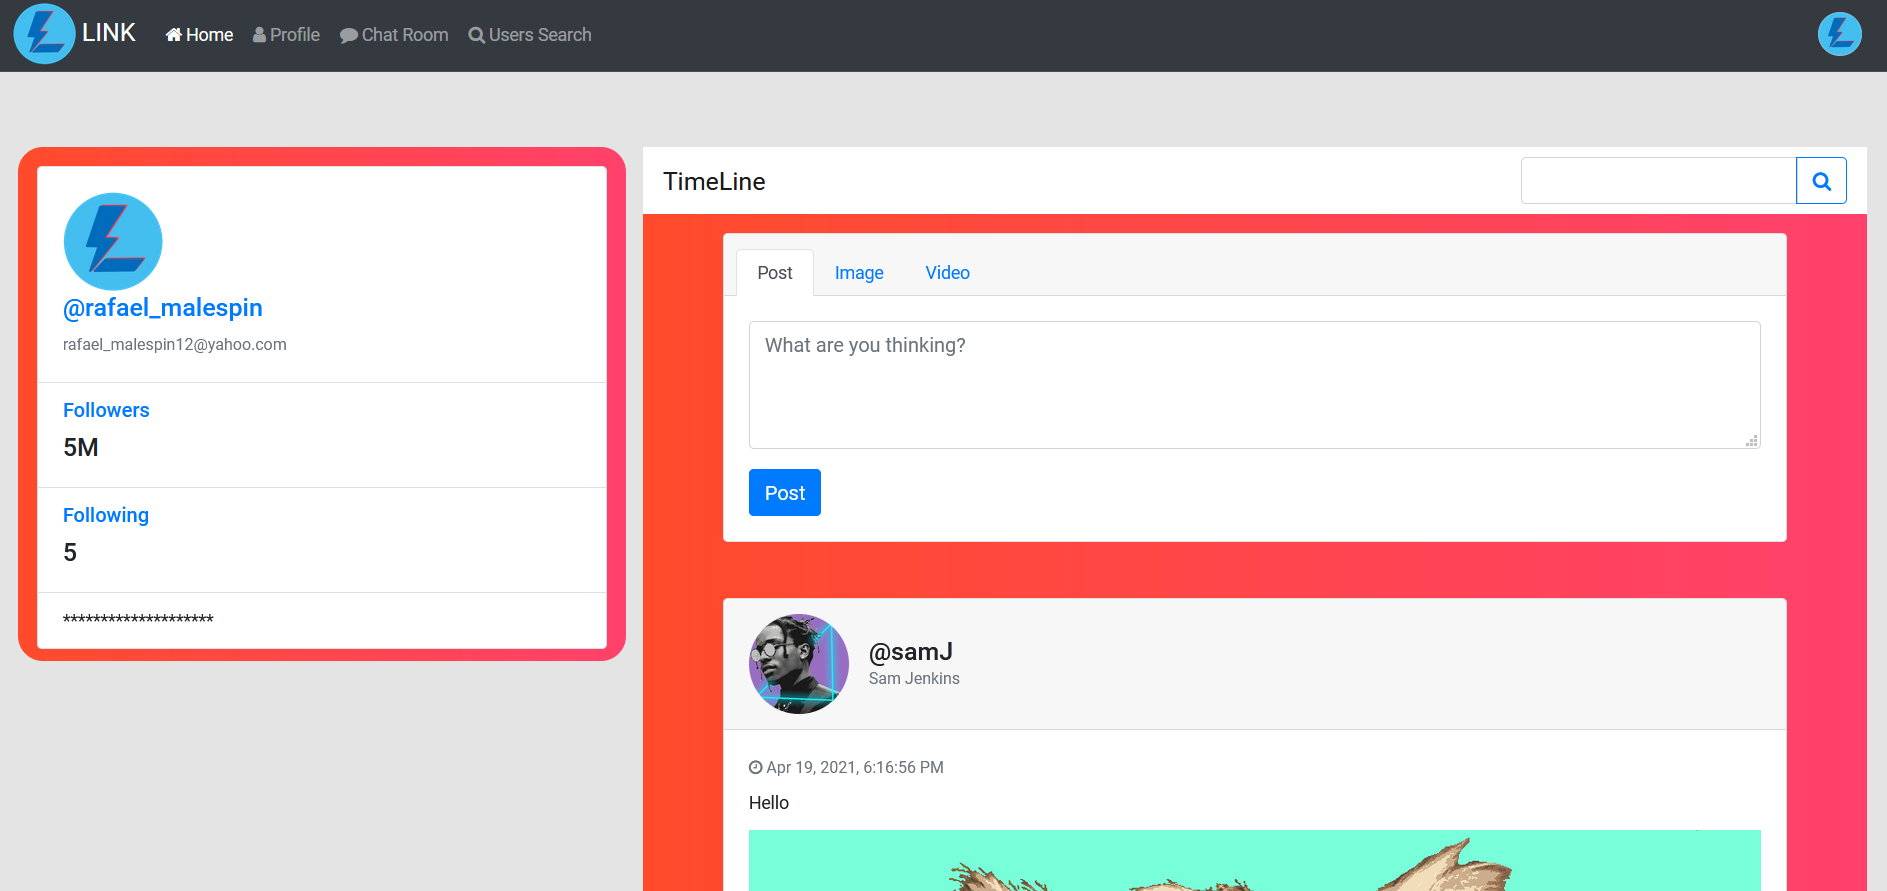 LINK
Home
Profile
Chat Room
Users Search
@rafael_malespin
rafael_malespin12@yahoo.com
Followers
5M
Following
5
********************
TimeLine
Post
Image
Video
What are you thinking?
Post
@samJ
Sam Jenkins
Apr 19, 2021, 6:16:56 PM
Hello